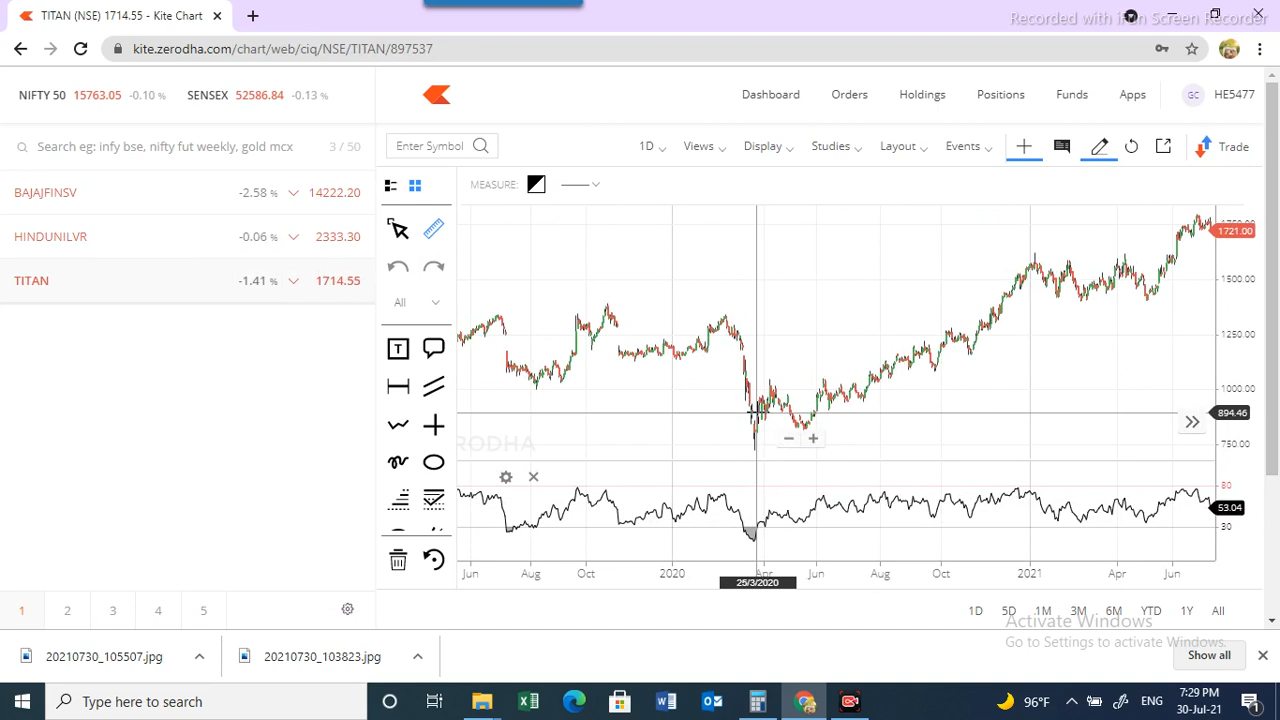 TITAN (NSE) 1714.55 - Kite Chart
Recorded with iFun Screen Recorder
kite.zerodha.com/chart/web/ciq/NSE/TITAN/897537
NIFTY 50 15763.05 -0.10 % SENSEX 52586.84 -0.13 %
Dashboard Orders Holdings Positions Funds Apps GC HE5477
Search eg: infy bse, nifty fut weekly, gold mcx 3 / 50
Enter Symbol 1D Views Display Studies Layout Events Trade
BAJAJFINSV -2.58 % 14222.20
HINDUNILVR -0.06 % 2333.30
TITAN -1.41 % 1714.55
MEASURE:
All
T
1750.00
1721.00
1500.00
1250.00
1000.00
894.46
750.00
ZERODHA
80
53.04
30
Jun Aug Oct 2020 Apr Jun Aug Oct 2021 Apr Jun
25/3/2020
1 2 3 4 5
1D 5D 1M 3M 6M YTD 1Y All
Activate Windows
Go to Settings to activate Windows.
20210730_105507.jpg 20210730_103823.jpg Show all
Type here to search
96°F ENG 7:29 PM
30-Jul-21
1